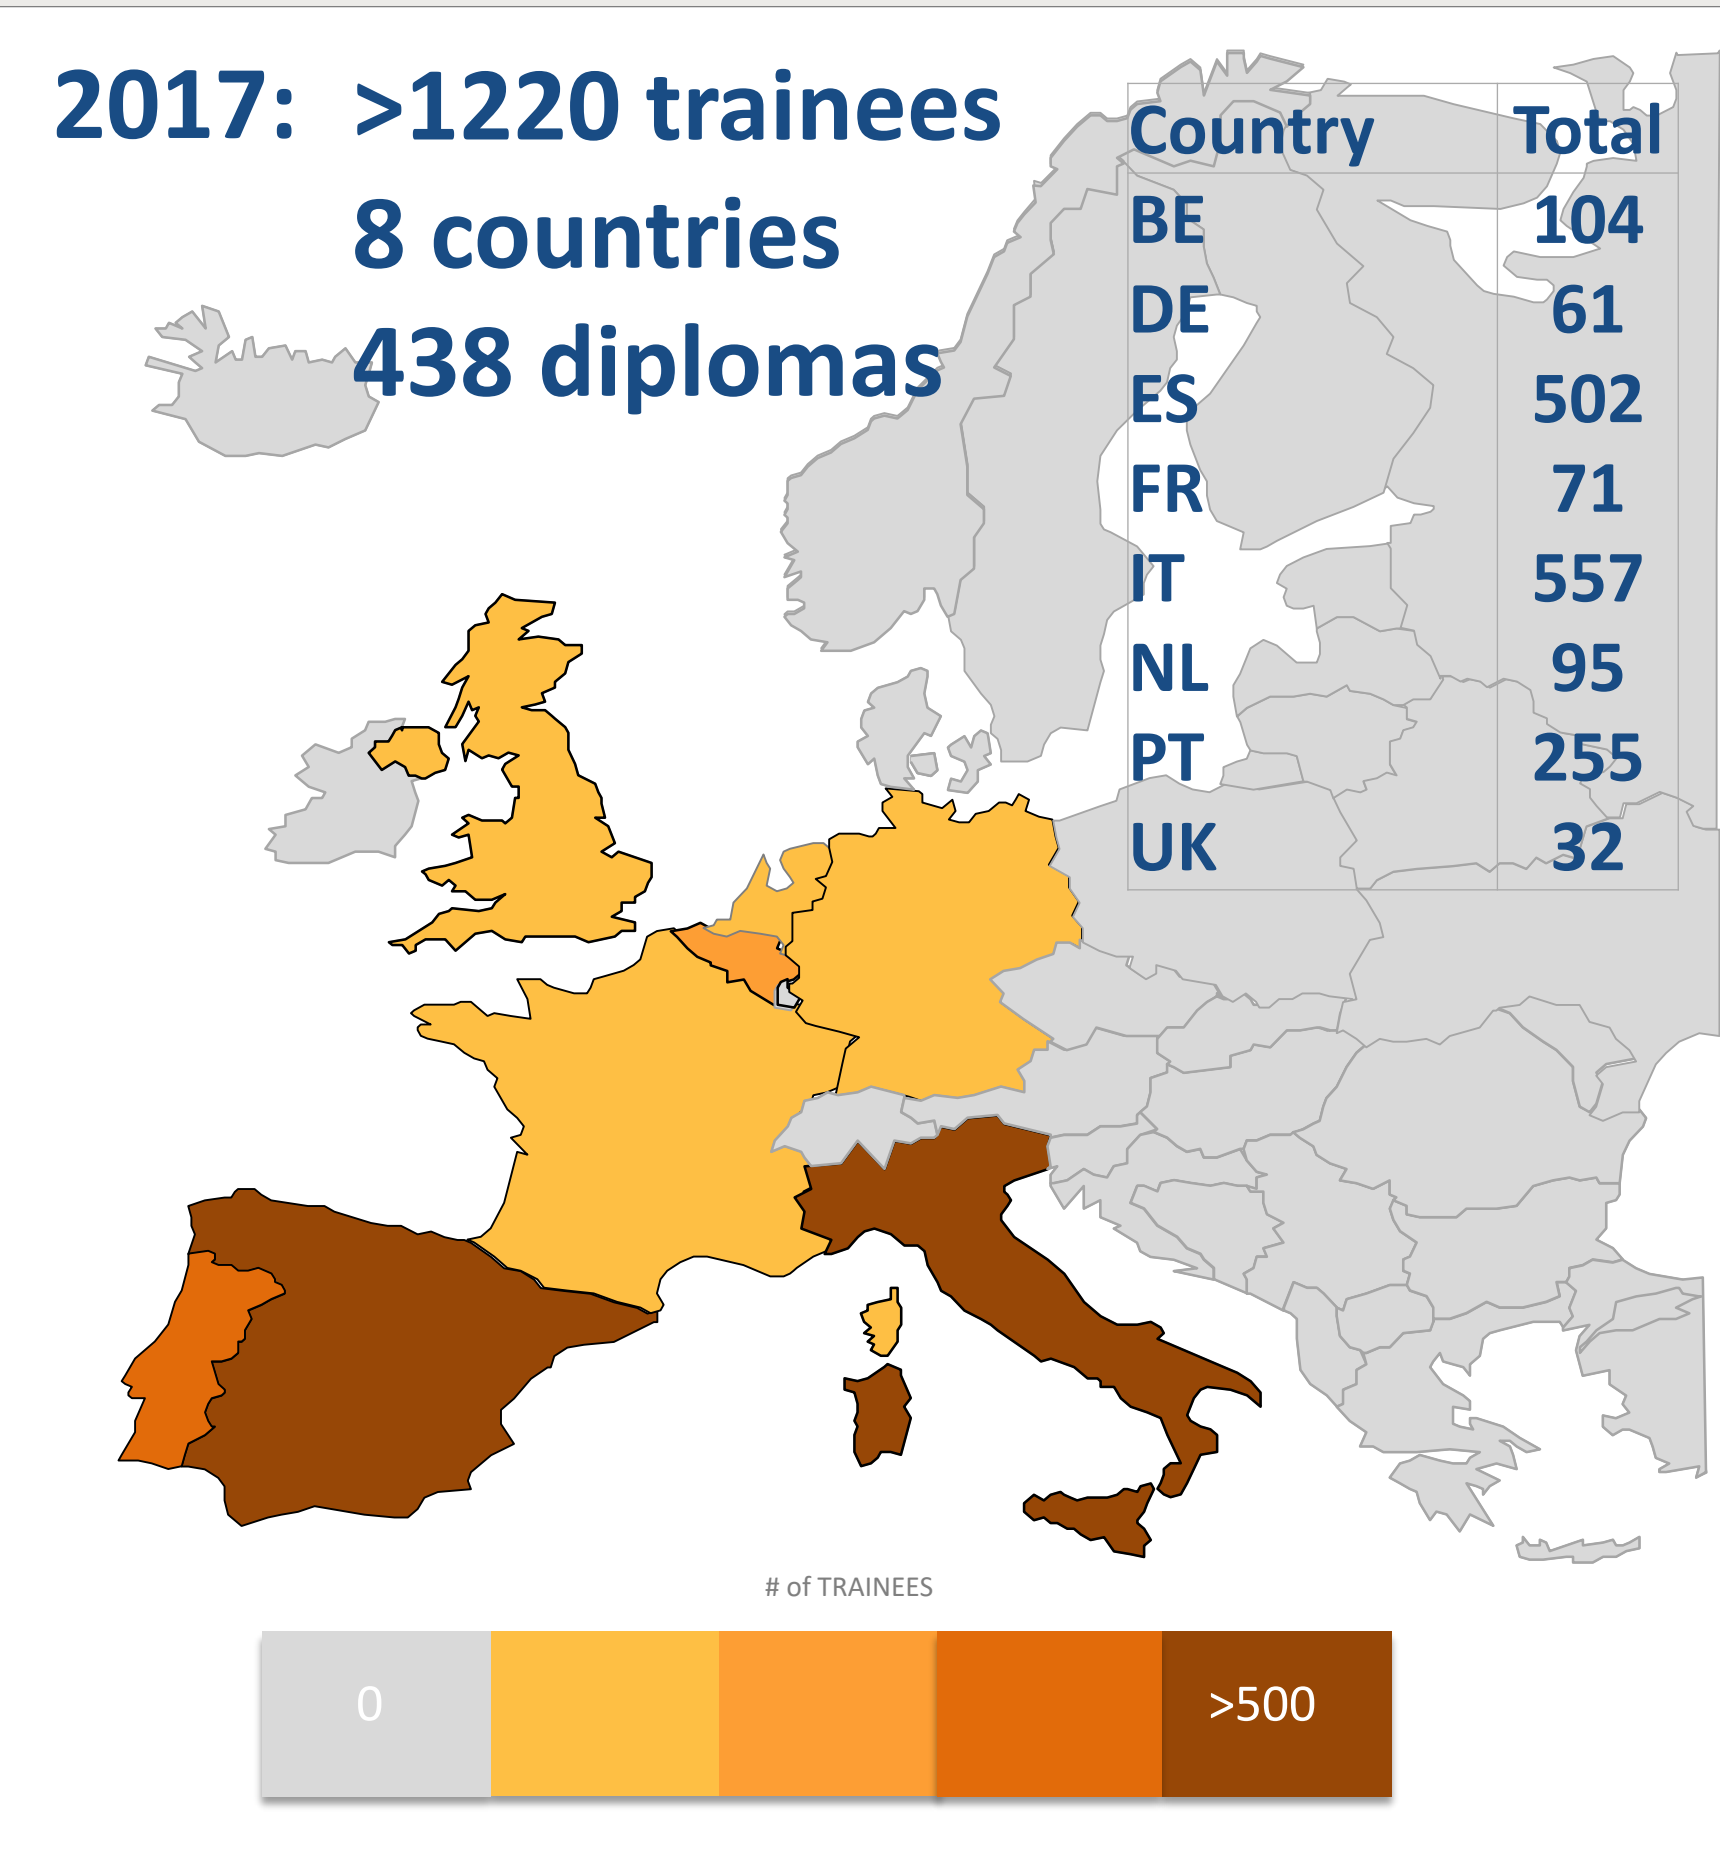 2017: >1220 trainees
8 countries
438 diplomas
Country Total
BE 104
DE 61
ES 502
FR 71
IT 557
NL 95
PT 255
UK 32
# of TRAINEES
0 >500